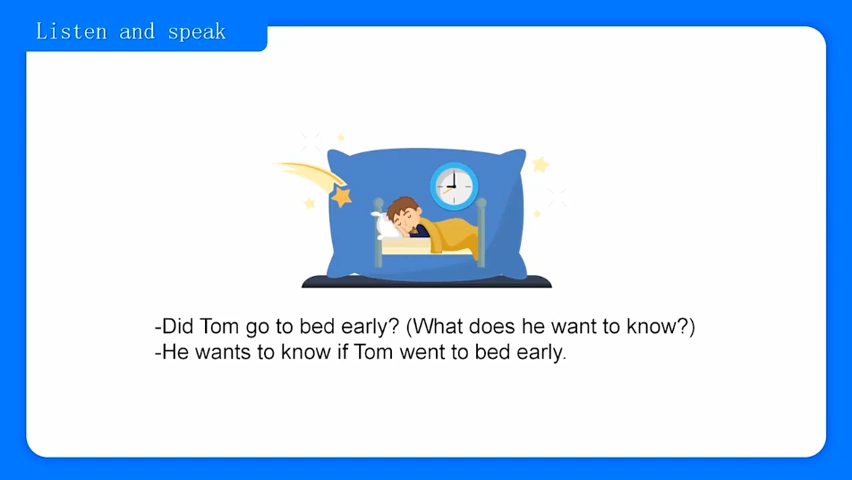 Listen and speak
-Did Tom go to bed early? (What does he want to know?)
-He wants to know if Tom went to bed early.